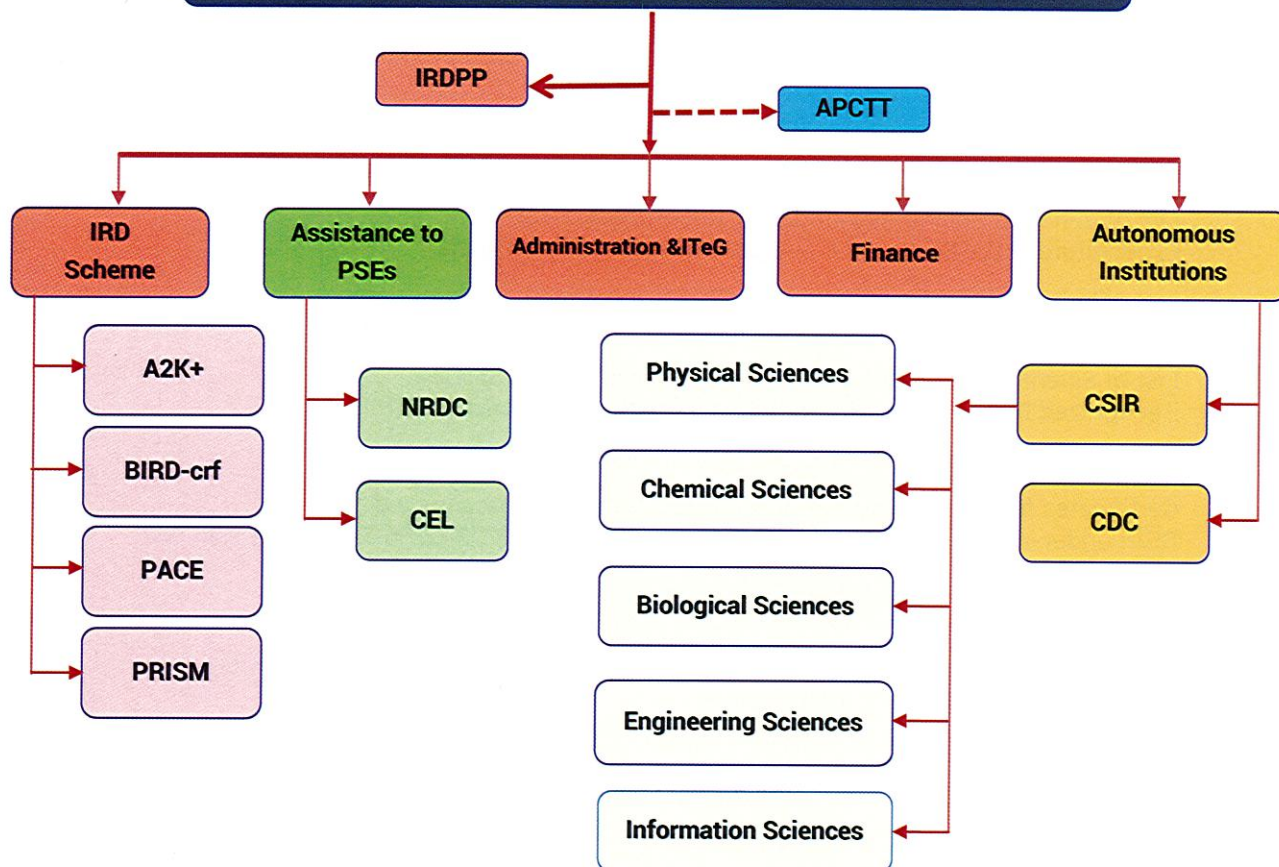 IRDPP
APCTT
IRD
Scheme
Assistance to
PSEs
Administration &ITeG
Finance
Autonomous
Institutions
A2K+
BIRD-crf
PACE
PRISM
NRDC
CEL
Physical Sciences
Chemical Sciences
Biological Sciences
Engineering Sciences
Information Sciences
CSIR
CDC